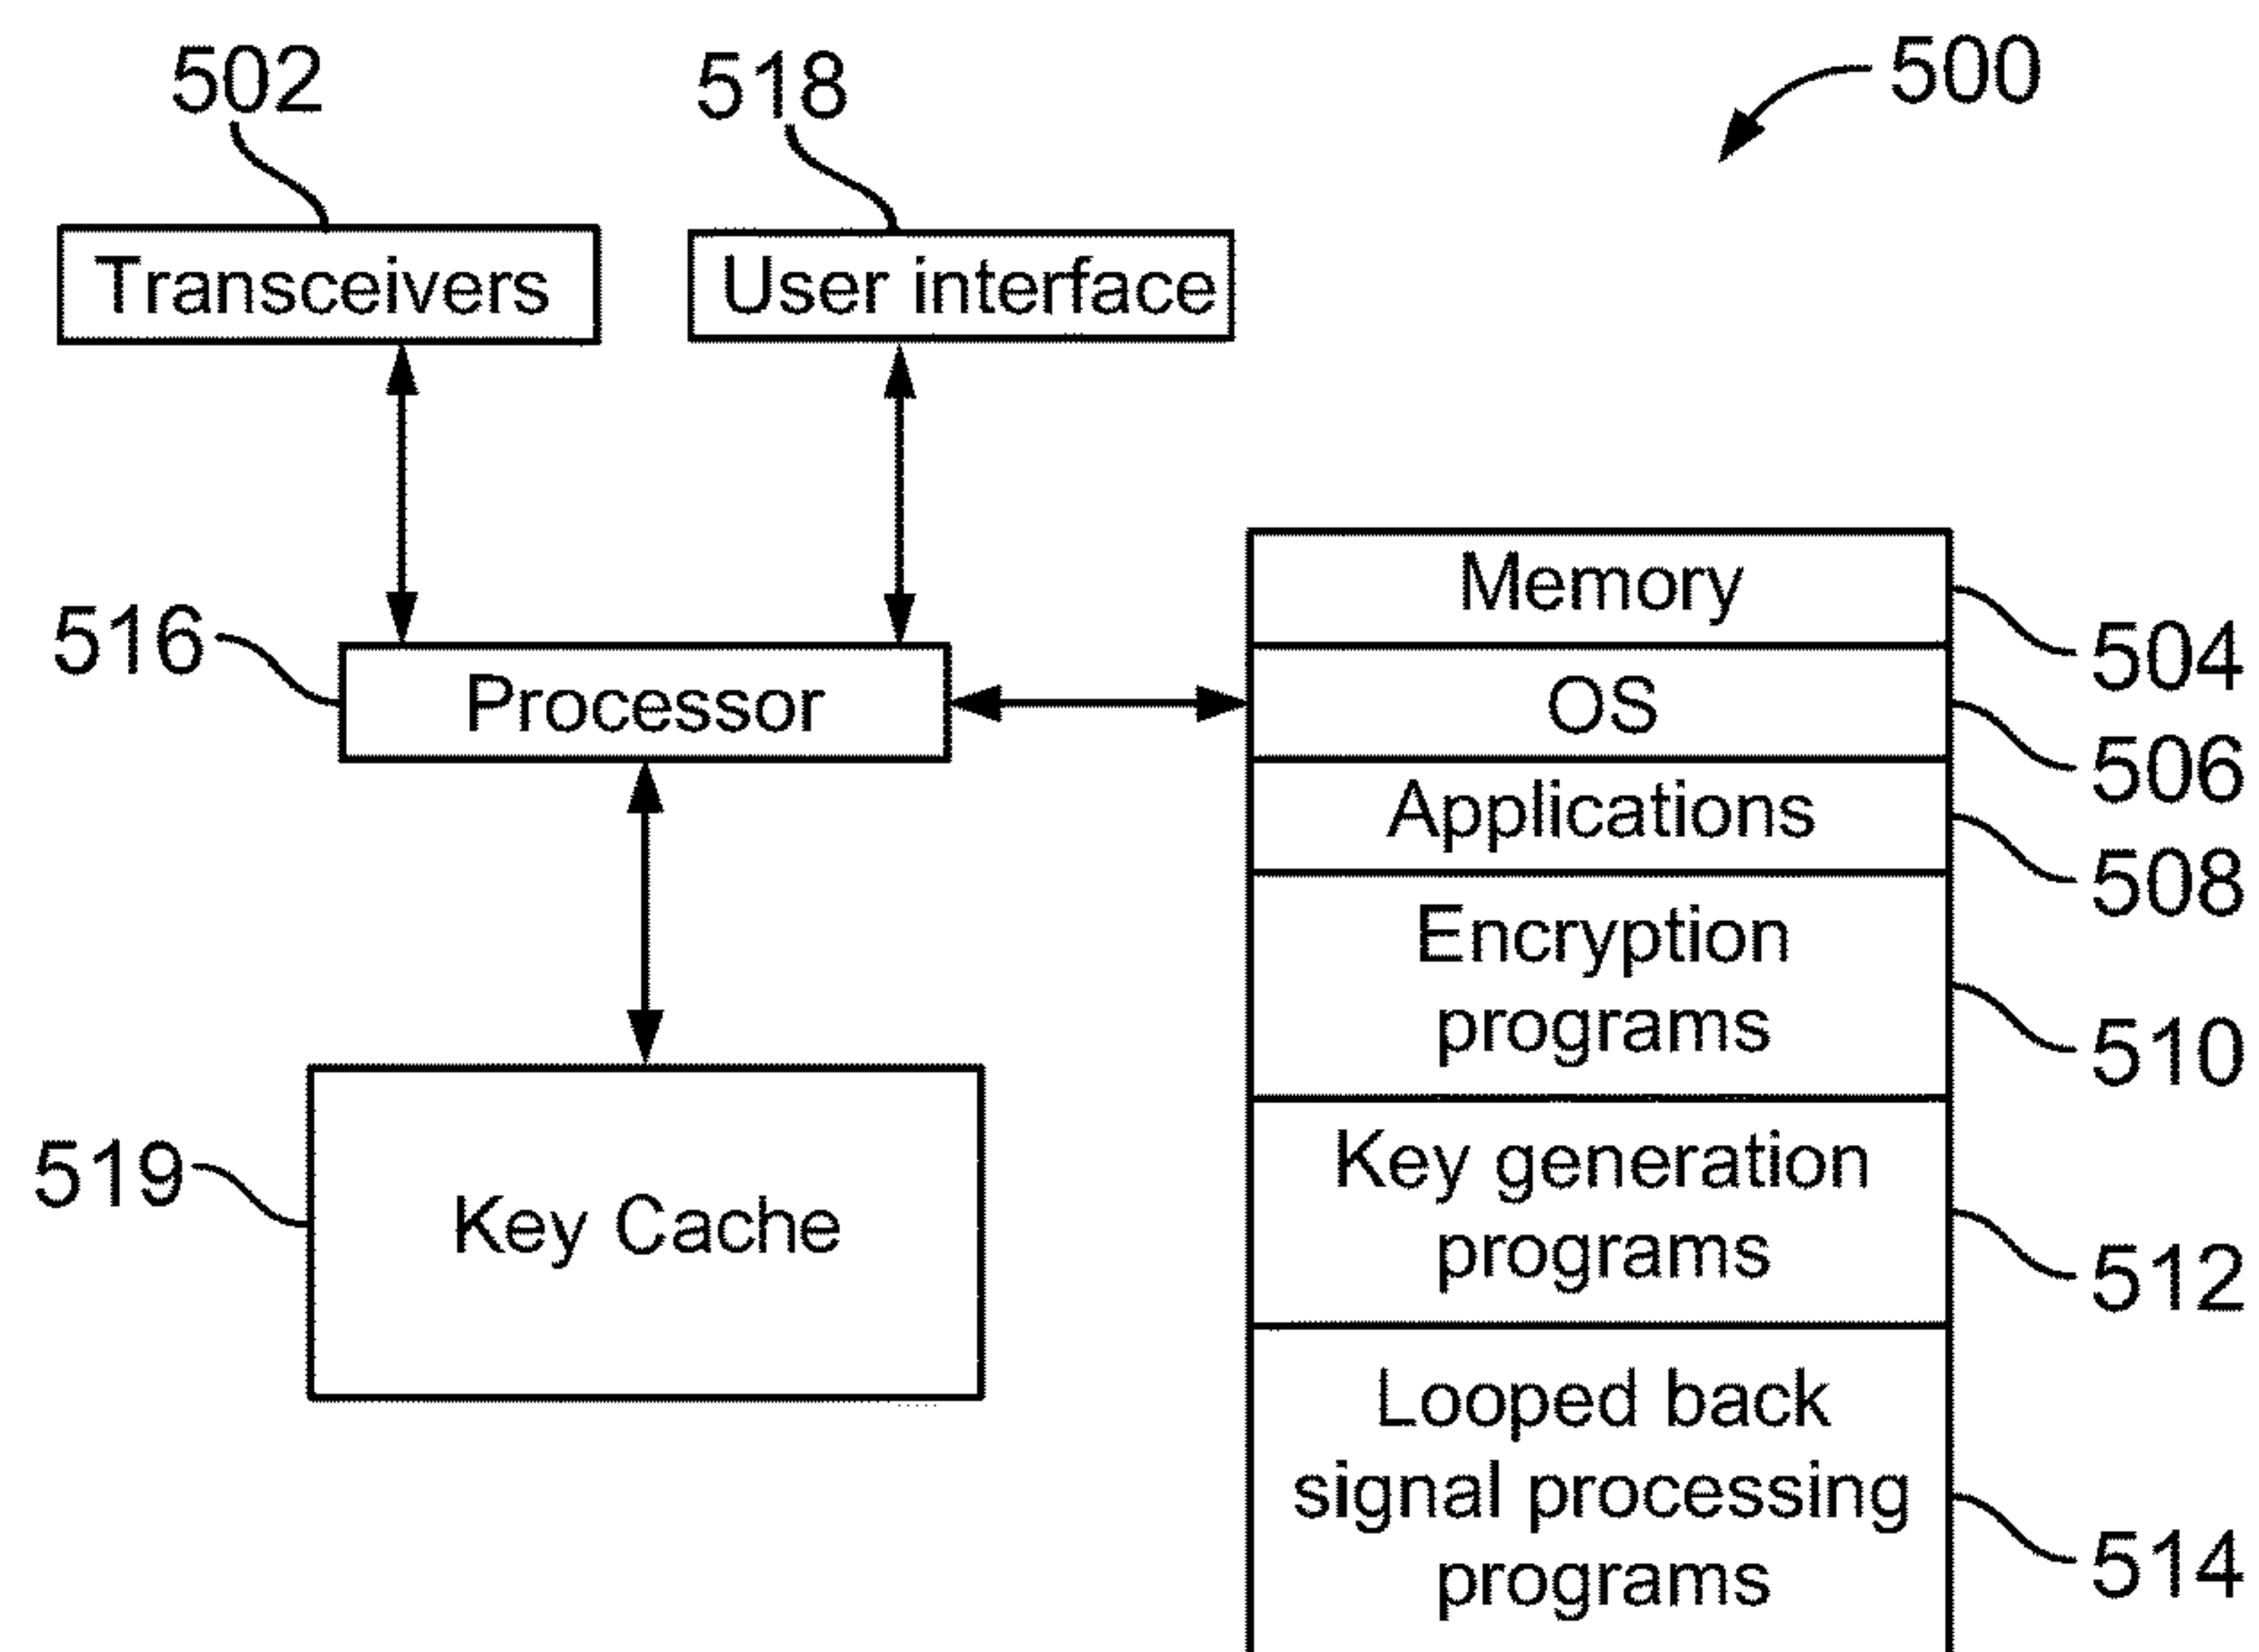 502
518
500
Transceivers
User interface
Memory
504
516
Processor
OS
506
Applications
508
Encryption
programs
510
519
Key Cache
Key generation
programs
512
Looped back
signal processing
programs
514